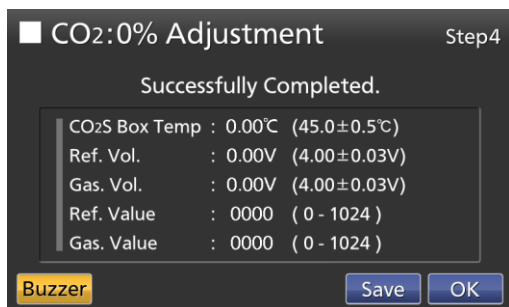 CO2:0% Adjustment Step4
Successfully Completed.
CO2S Box Temp : 0.00℃ (45.0±0.5℃)
Ref. Vol. : 0.00V (4.00±0.03V)
Gas. Vol. : 0.00V (4.00±0.03V)
Ref. Value : 0000 ( 0 - 1024 )
Gas. Value : 0000 ( 0 - 1024 )
Buzzer Save OK